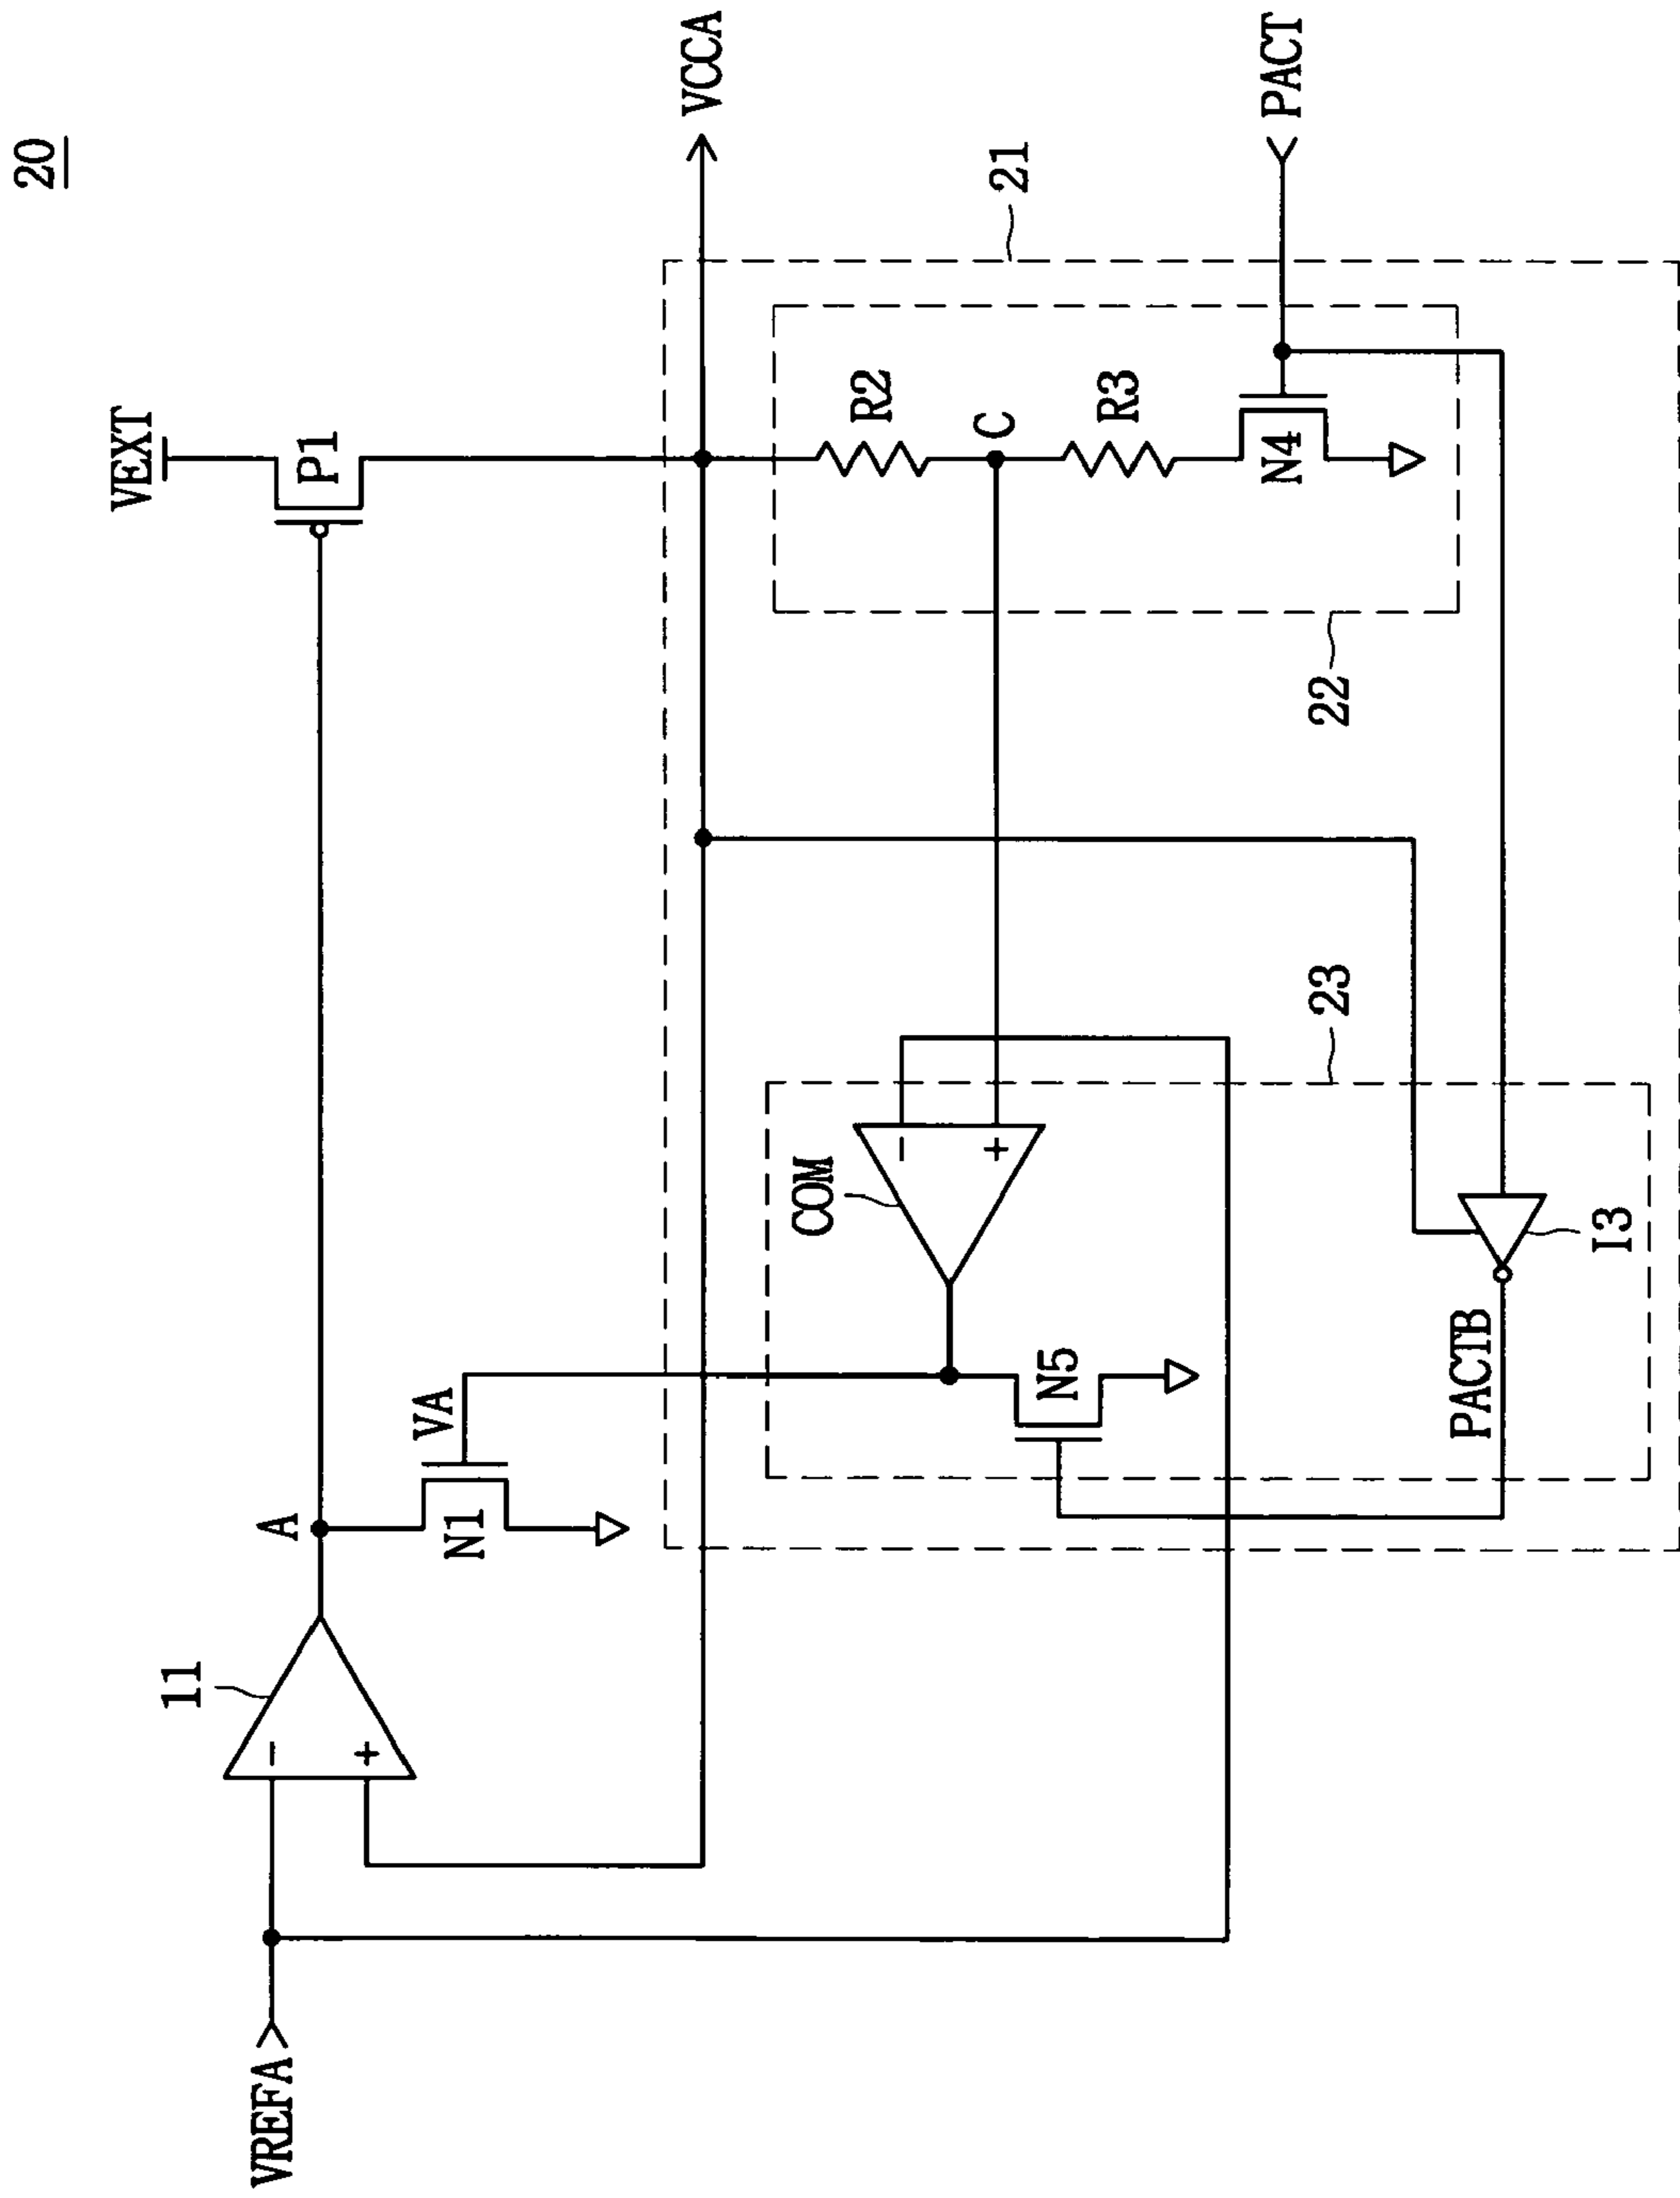 20
VEXT
P1
VCCA
11
A
VA
N1
VREFA
21
R2
C
R3
N4
PACT
22
23
COM
-
+
-
+
N5
PACTB
I3